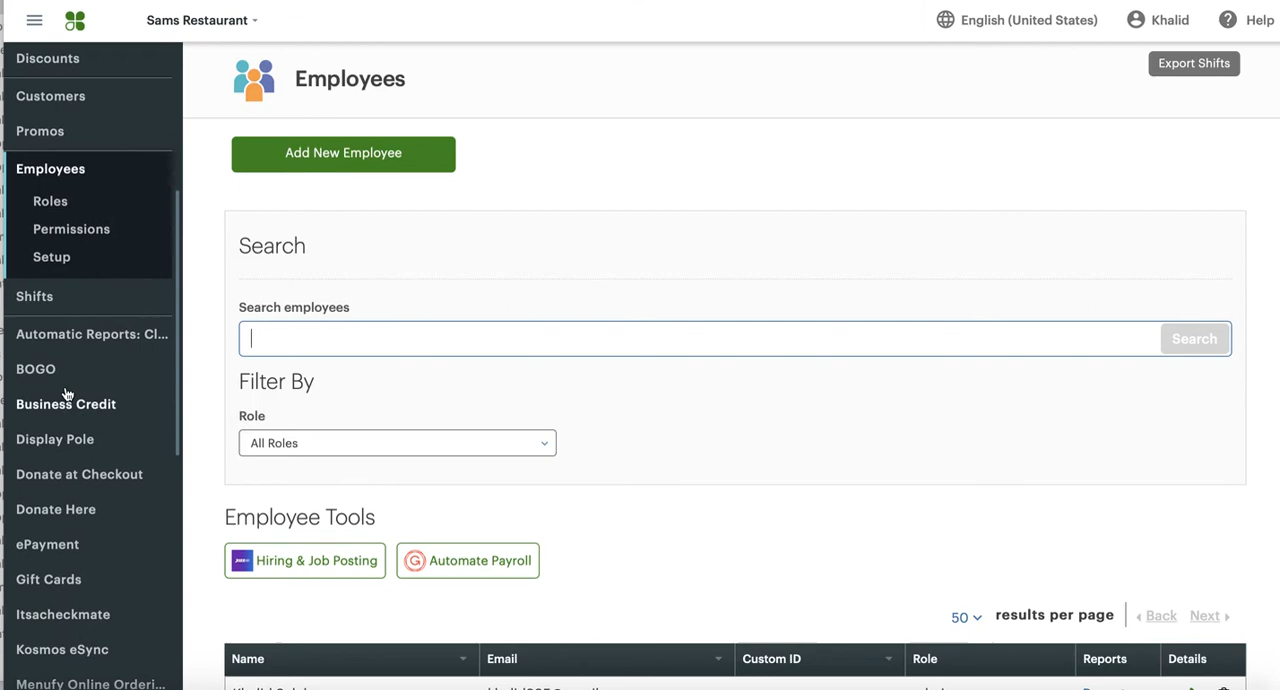 Sams Restaurant
English (United States)
Khalid
Help
Discounts
Customers
Promos
Employees
Roles
Permissions
Setup
Shifts
Automatic Reports: Cl...
BOGO
Business Credit
Display Pole
Donate at Checkout
Donate Here
ePayment
Gift Cards
Itsacheckmate
Kosmos eSync
Menufy Online Orderi...
Employees
Export Shifts
Add New Employee
Search
Search employees
Search
Filter By
Role
All Roles
Employee Tools
Hiring & Job Posting
G Automate Payroll
50 results per page Back Next
Name Email Custom ID Role Reports Details